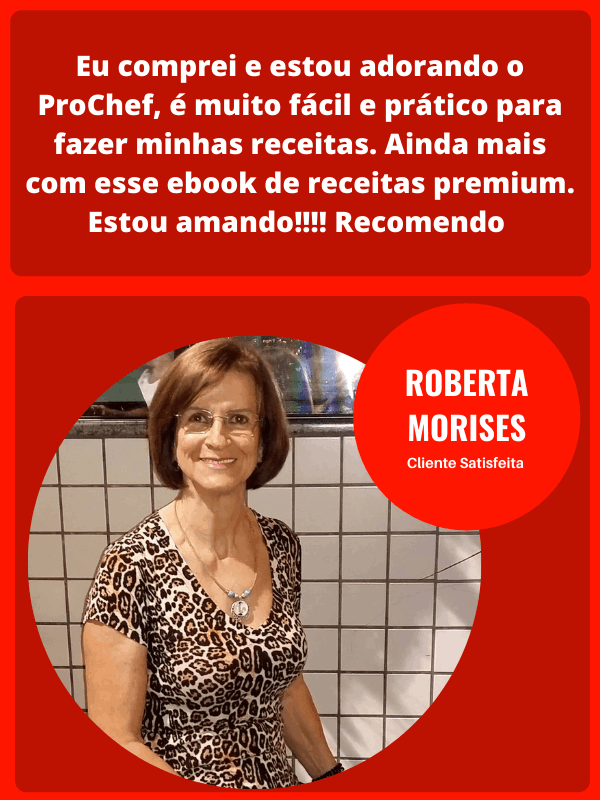 Eu comprei e estou adorando o
ProChef, é muito fácil e prático para
fazer minhas receitas. Ainda mais
com esse ebook de receitas premium.
Estou amando!!!! Recomendo
ROBERTA
MORISES
Cliente Satisfeita